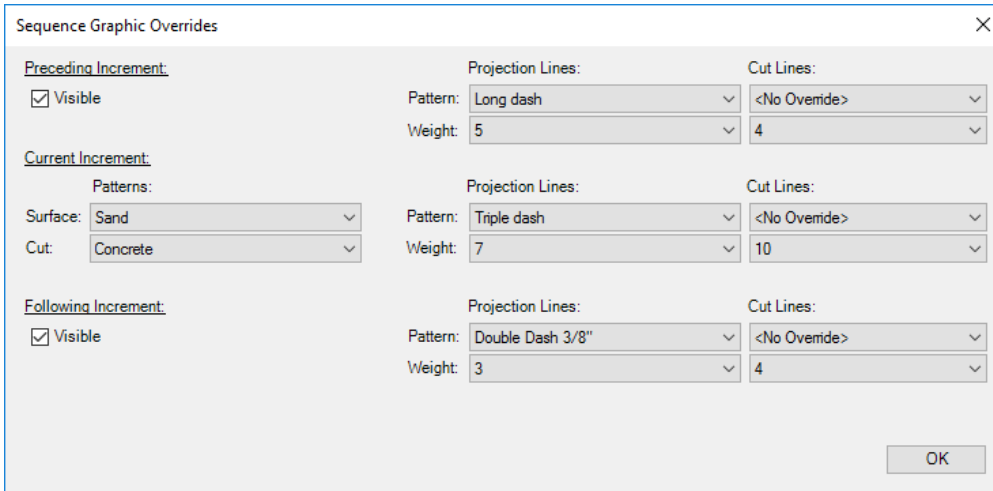 Sequence Graphic Overrides
Preceding Increment: Projection Lines: Cut Lines:
Visible Pattern: Long dash <No Override>
Weight: 5 4
Current Increment:
Patterns: Projection Lines: Cut Lines:
Surface: Sand Pattern: Triple dash <No Override>
Cut: Concrete Weight: 7 10
Following Increment: Projection Lines: Cut Lines:
Visible Pattern: Double Dash 3/8" <No Override>
Weight: 3 4
OK